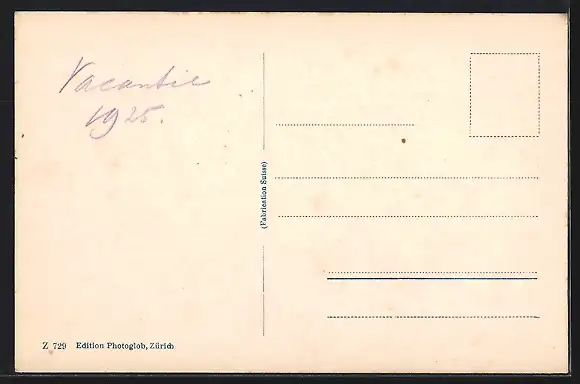 Vacantie
1925.
(Fabrication Suisse)
Z 729 Edition Photoglob, Zürich